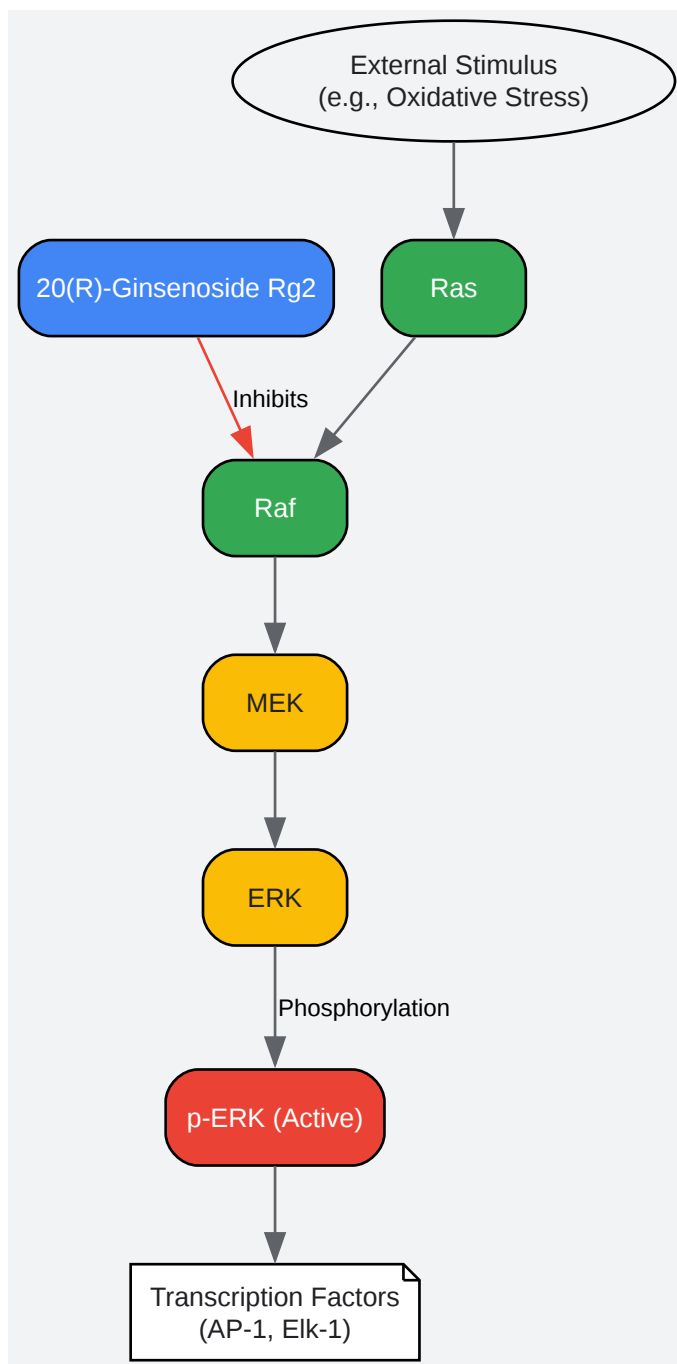 External Stimulus
(e.g., Oxidative Stress)
20(R)-Ginsenoside Rg2
Ras
Inhibits
Raf
MEK
ERK
Phosphorylation
p-ERK (Active)
Transcription Factors
(AP-1, Elk-1)